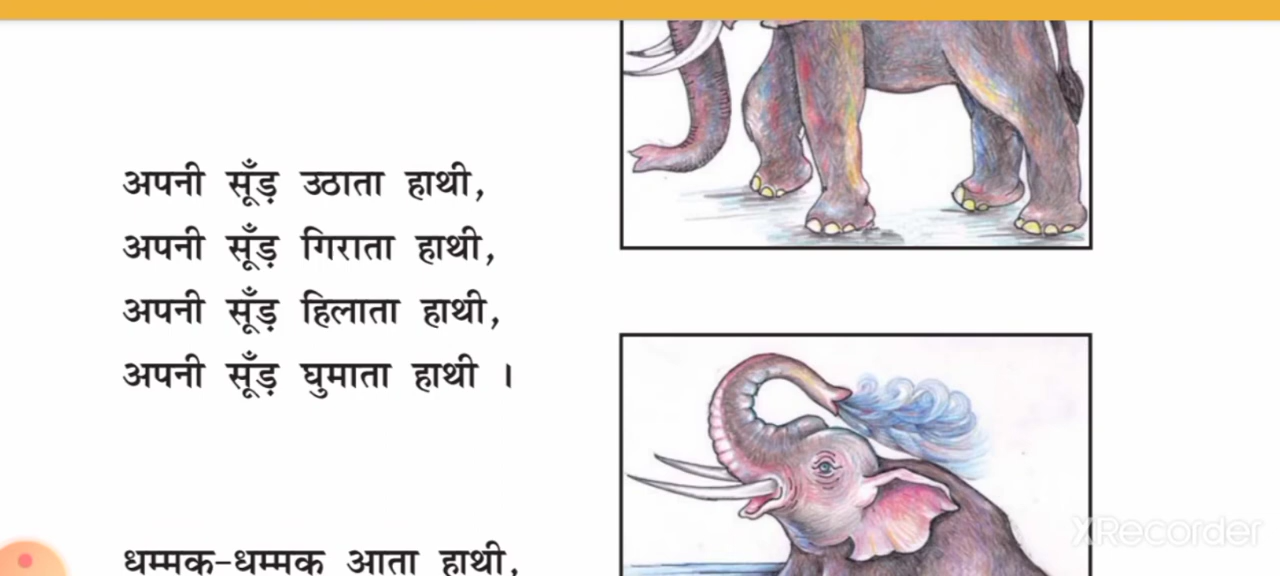 अपनी सूँड़ उठाता हाथी,
अपनी सूँड़ गिराता हाथी,
अपनी सूँड़ हिलाता हाथी,
अपनी सूँड़ घुमाता हाथी ।
धम्मक-धम्मक आता हाथी,
XRecorder